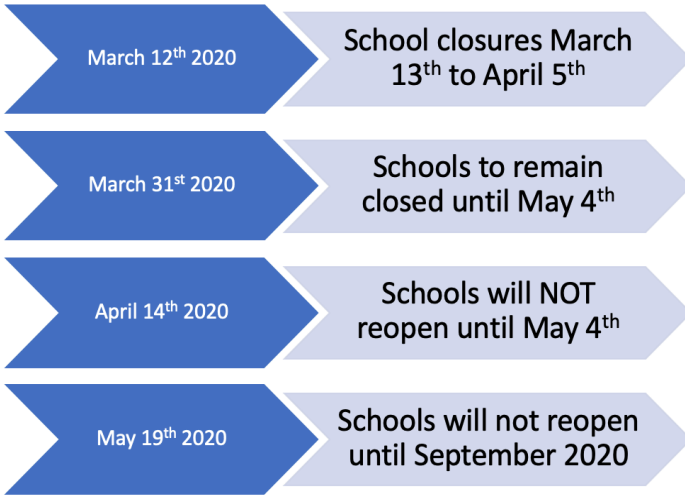 March 12th 2020
School closures March
13th to April 5th
March 31st 2020
Schools to remain
closed until May 4th
April 14th 2020
Schools will NOT
reopen until May 4th
May 19th 2020
Schools will not reopen
until September 2020